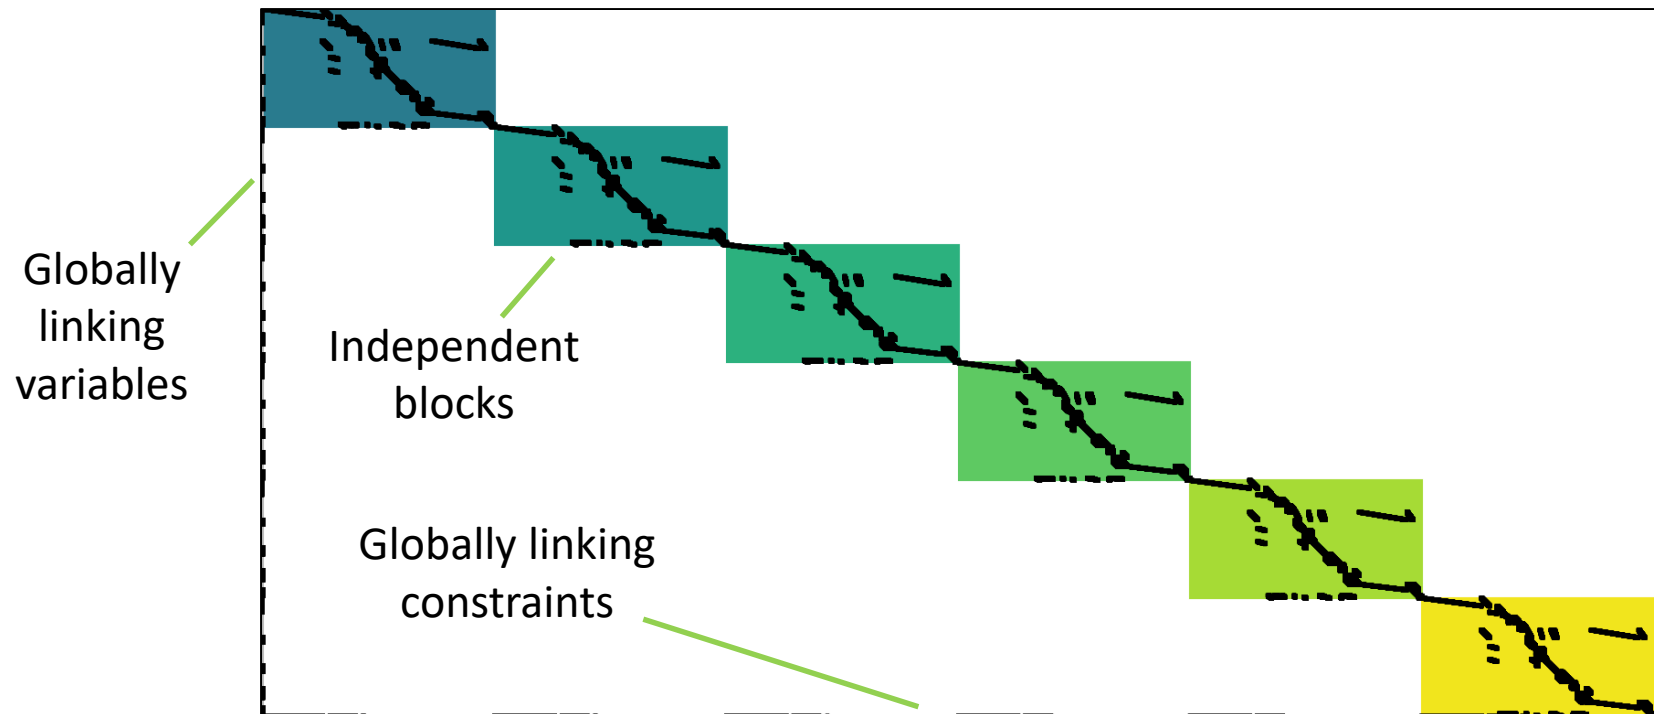 Globally
linking
variables
Independent
blocks
Globally linking
constraints